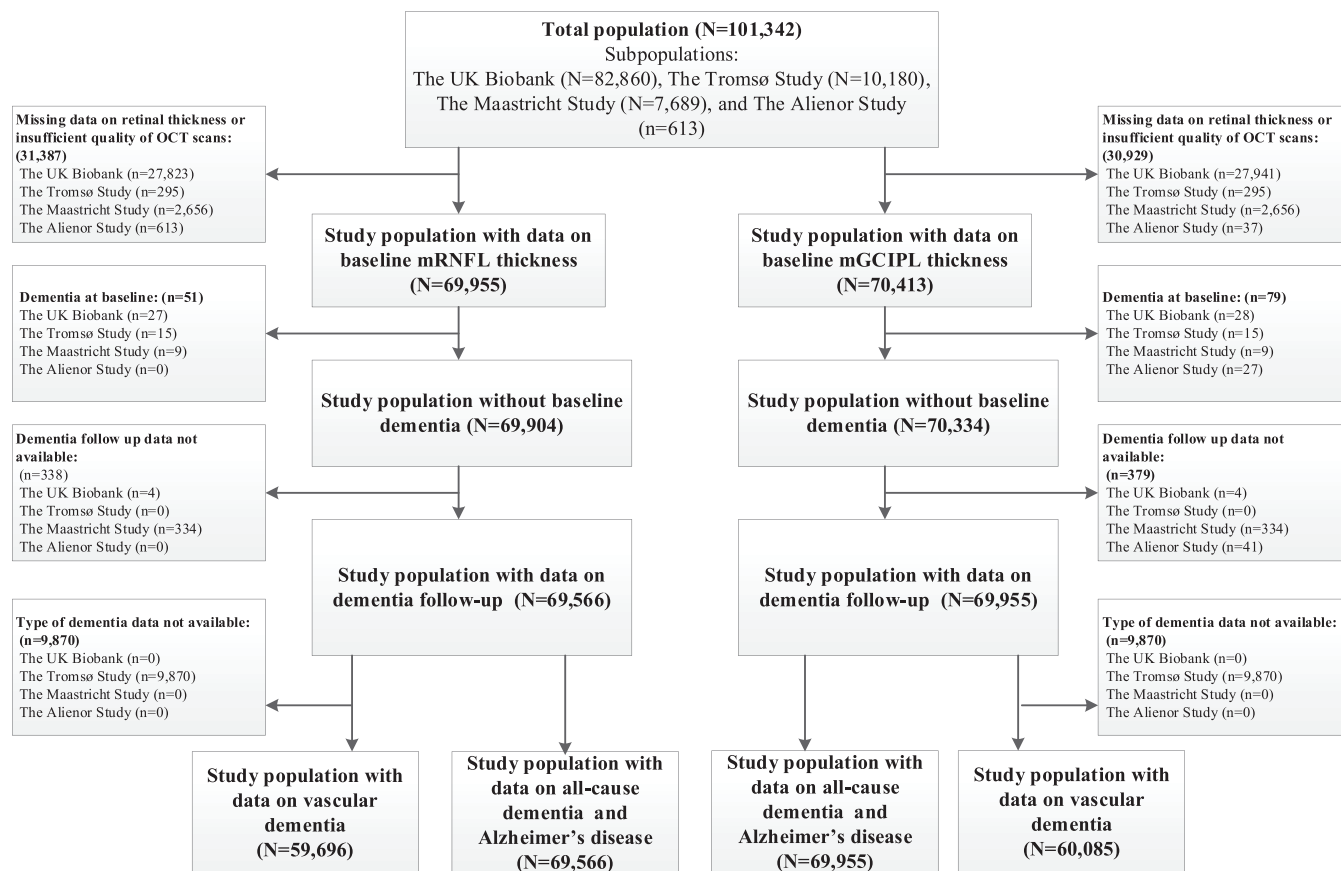 Total population (N=101,342)
Subpopulations:
The UK Biobank (N=82,860), The Tromsø Study (N=10,180),
The Maastricht Study (N=7,689), and The Alienor Study
(n=613)
Missing data on retinal thickness or
insufficient quality of OCT scans:
(31,387)
The UK Biobank (n=27,823)
The Tromsø Study (n=295)
The Maastricht Study (n=2,656)
The Alienor Study (n=613)
Missing data on retinal thickness or
insufficient quality of OCT scans:
(30,929)
The UK Biobank (n=27,941)
The Tromsø Study (n=295)
The Maastricht Study (n=2,656)
The Alienor Study (n=37)
Study population with data on
baseline mRNFL thickness
(N=69,955)
Study population with data on
baseline mGCIPL thickness
(N=70,413)
Dementia at baseline: (n=51)
The UK Biobank (n=27)
The Tromsø Study (n=15)
The Maastricht Study (n=9)
The Alienor Study (n=0)
Dementia at baseline: (n=79)
The UK Biobank (n=28)
The Tromsø Study (n=15)
The Maastricht Study (n=9)
The Alienor Study (n=27)
Study population without baseline
dementia (N=69,904)
Study population without baseline
dementia (N=70,334)
Dementia follow up data not
available:
(n=338)
The UK Biobank (n=4)
The Tromsø Study (n=0)
The Maastricht Study (n=334)
The Alienor Study (n=0)
Dementia follow up data not
available:
(n=379)
The UK Biobank (n=4)
The Tromsø Study (n=0)
The Maastricht Study (n=334)
The Alienor Study (n=41)
Study population with data on
dementia follow-up (N=69,566)
Study population with data on
dementia follow-up (N=69,955)
Type of dementia data not available:
(n=9,870)
The UK Biobank (n=0)
The Tromsø Study (n=9,870)
The Maastricht Study (n=0)
The Alienor Study (n=0)
Type of dementia data not available:
(n=9,870)
The UK Biobank (n=0)
The Tromsø Study (n=9,870)
The Maastricht Study (n=0)
The Alienor Study (n=0)
Study population with
data on vascular
dementia
(N=59,696)
Study population with
data on all-cause
dementia and
Alzheimer's disease
(N=69,566)
Study population with
data on all-cause
dementia and
Alzheimer's disease
(N=69,955)
Study population with
data on vascular
dementia
(N=60,085)